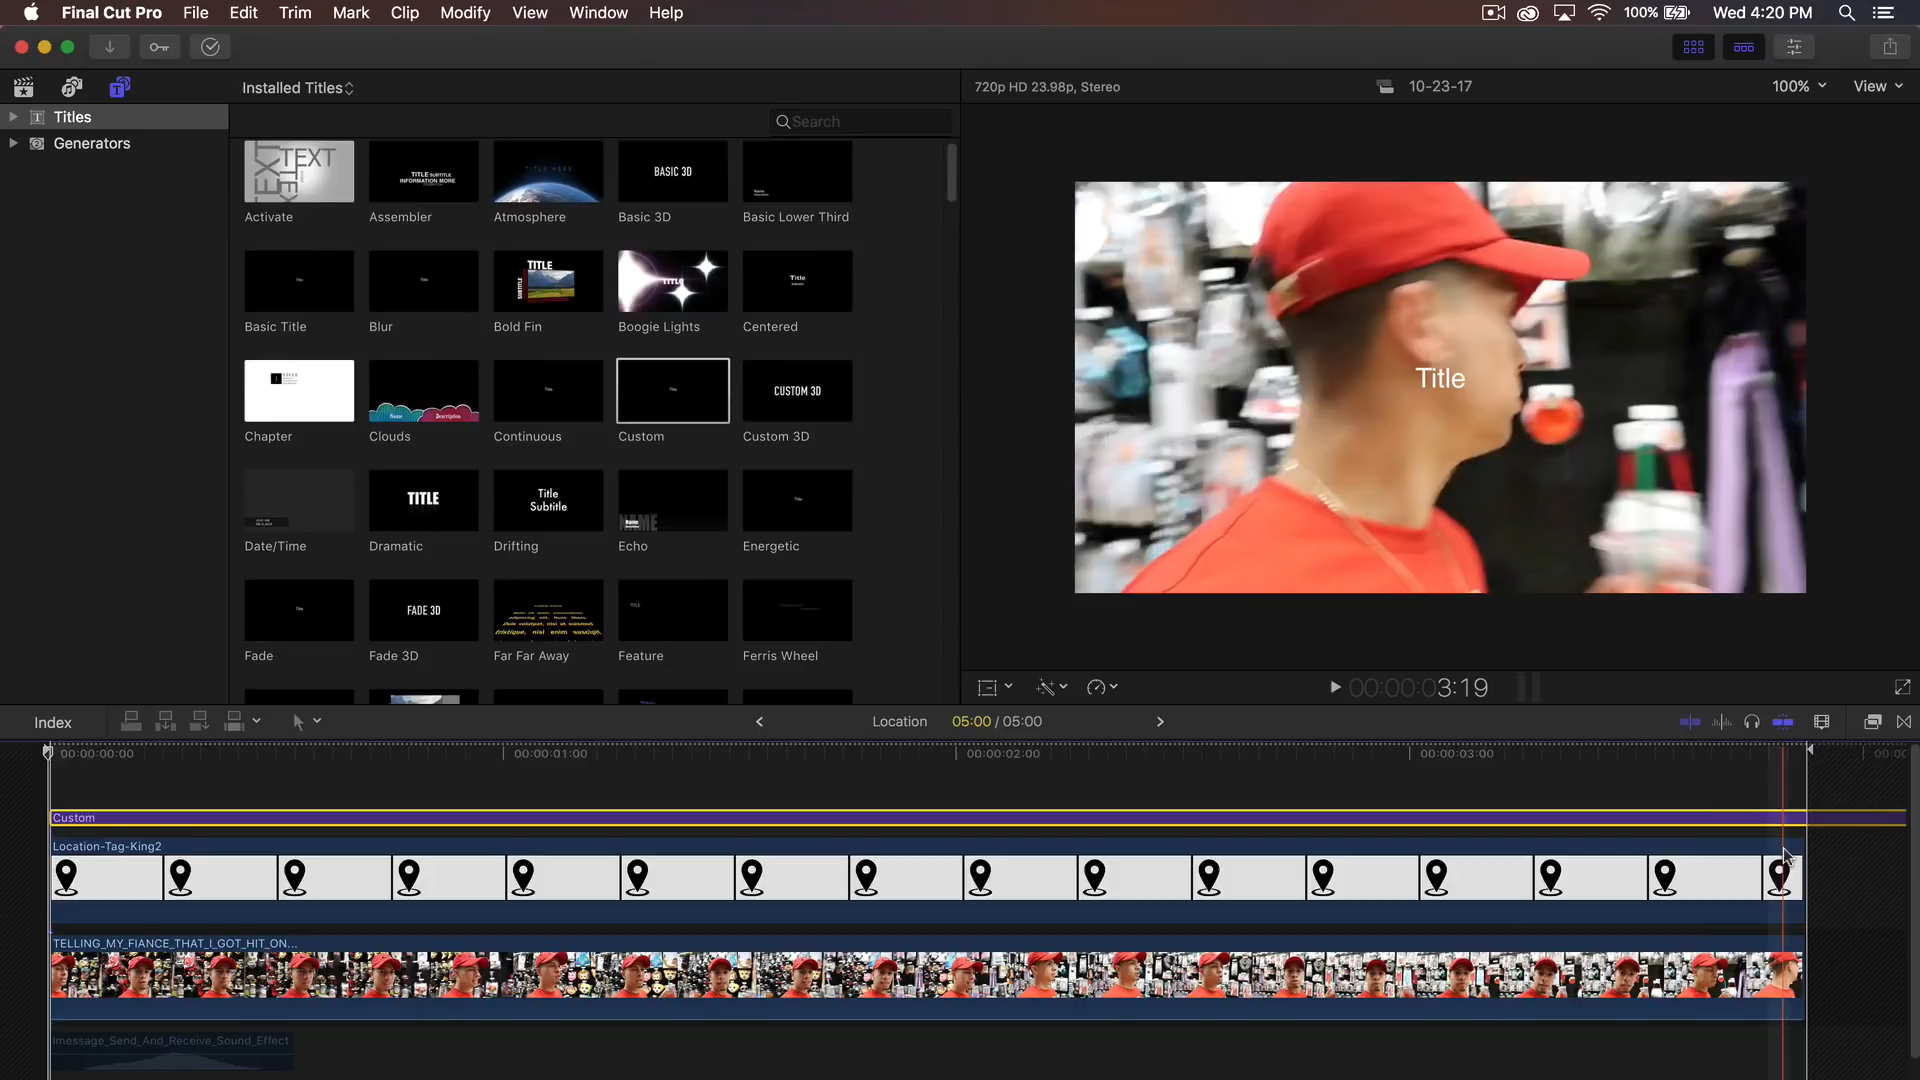 Final Cut Pro File Edit Trim Mark Clip Modify View Window Help 100% Wed 4:20 PM
Installed Titles 720p HD 23.98p, Stereo 10-23-17 100% View
Titles
Search
Generators
Activate Assembler Atmosphere Basic 3D Basic Lower Third
Basic Title Blur Bold Fin Boogie Lights Centered
Chapter Clouds Continuous Custom Custom 3D
Date/Time Dramatic Drifting Echo Energetic
Fade Fade 3D Far Far Away Feature Ferris Wheel
TEXT
TITLE SUBTITLE
INFORMATION MORE
TITLE HERE
BASIC 3D
TITLE
SUBTITLE
Title
CUSTOM 3D
Name Description
TITLE
Title
Subtitle
NAME
FADE 3D
Title
00:00:00:03:19
Index Location 05:00 / 05:00
00:00:00:00 00:00:01:00 00:00:02:00 00:00:03:00
Custom
Location-Tag-King2
TELLING_MY_FIANCE_THAT_I_GOT_HIT_ON...
Imessage_Send_And_Receive_Sound_Effect